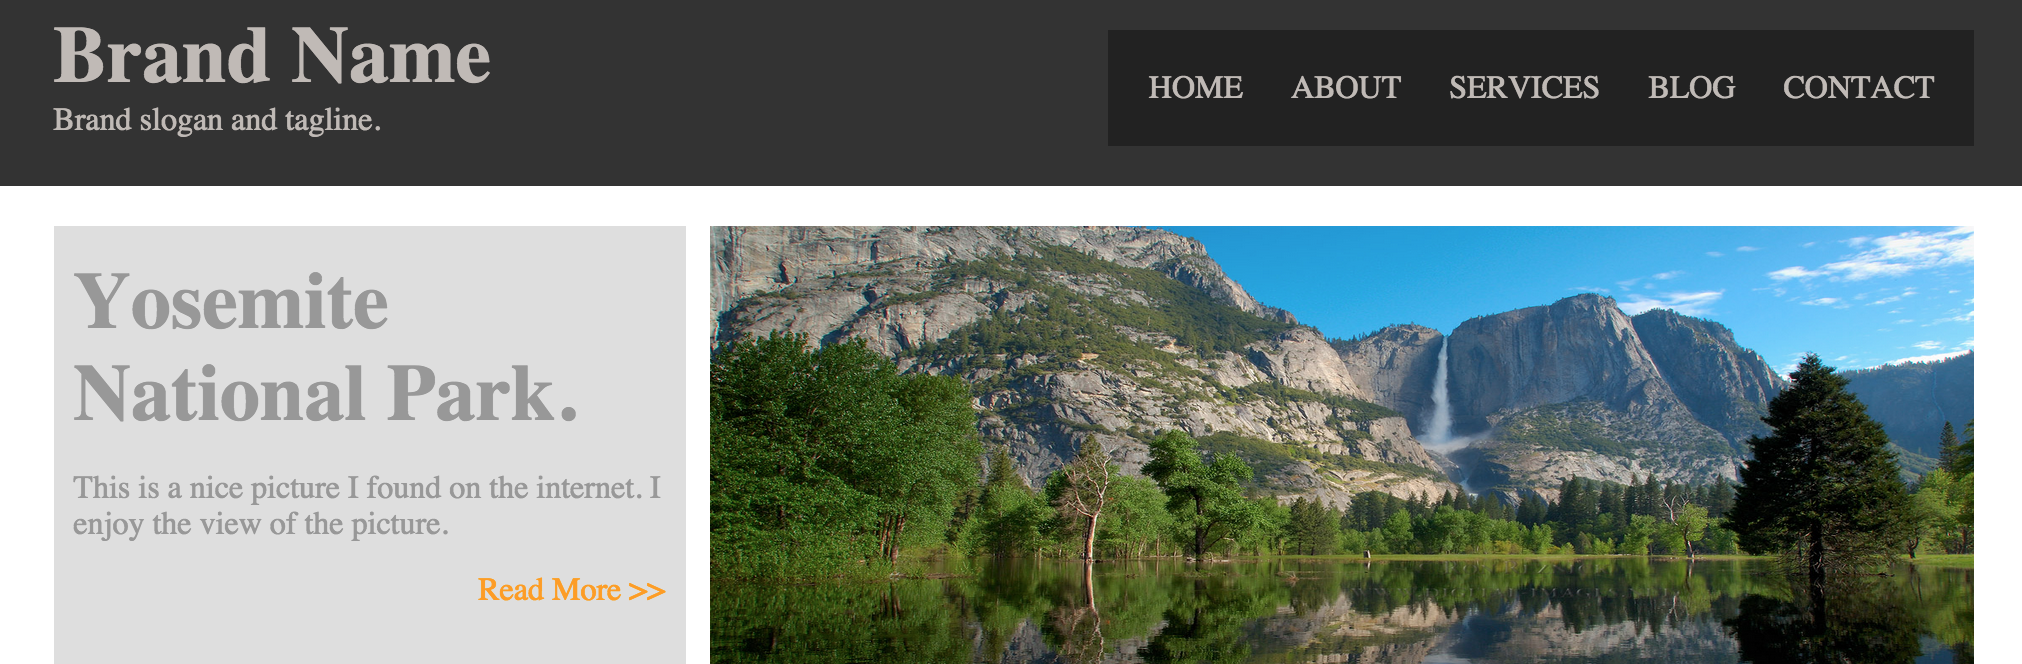 Brand Name
Brand slogan and tagline.
HOME ABOUT SERVICES BLOG CONTACT
Yosemite
National Park.
This is a nice picture I found on the internet. I
enjoy the view of the picture.
Read More >>